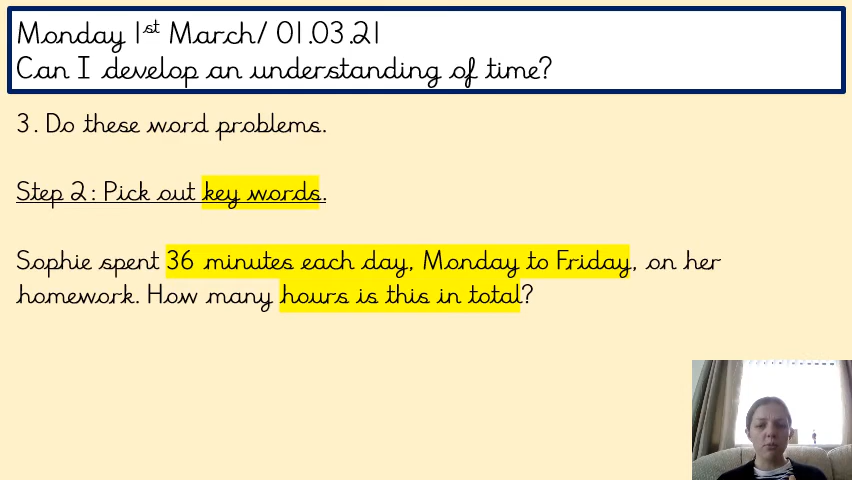 Monday 1st March/ 01.03.21
Can I develop an understanding of time?
3. Do these word problems.
Step 2: Pick out key words.
Sophie spent 36 minutes each day, Monday to Friday, on her
homework. How many hours is this in total?